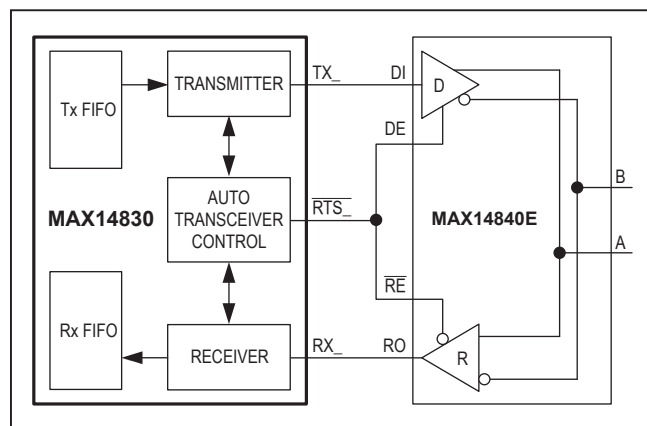 Tx FIFO
TRANSMITTER
TX_
DI
D
DE
MAX14830
AUTO
TRANSCEIVER
CONTROL
RTS_
MAX14840E
B
A
RE
Rx FIFO
RECEIVER
RX_
RO
R